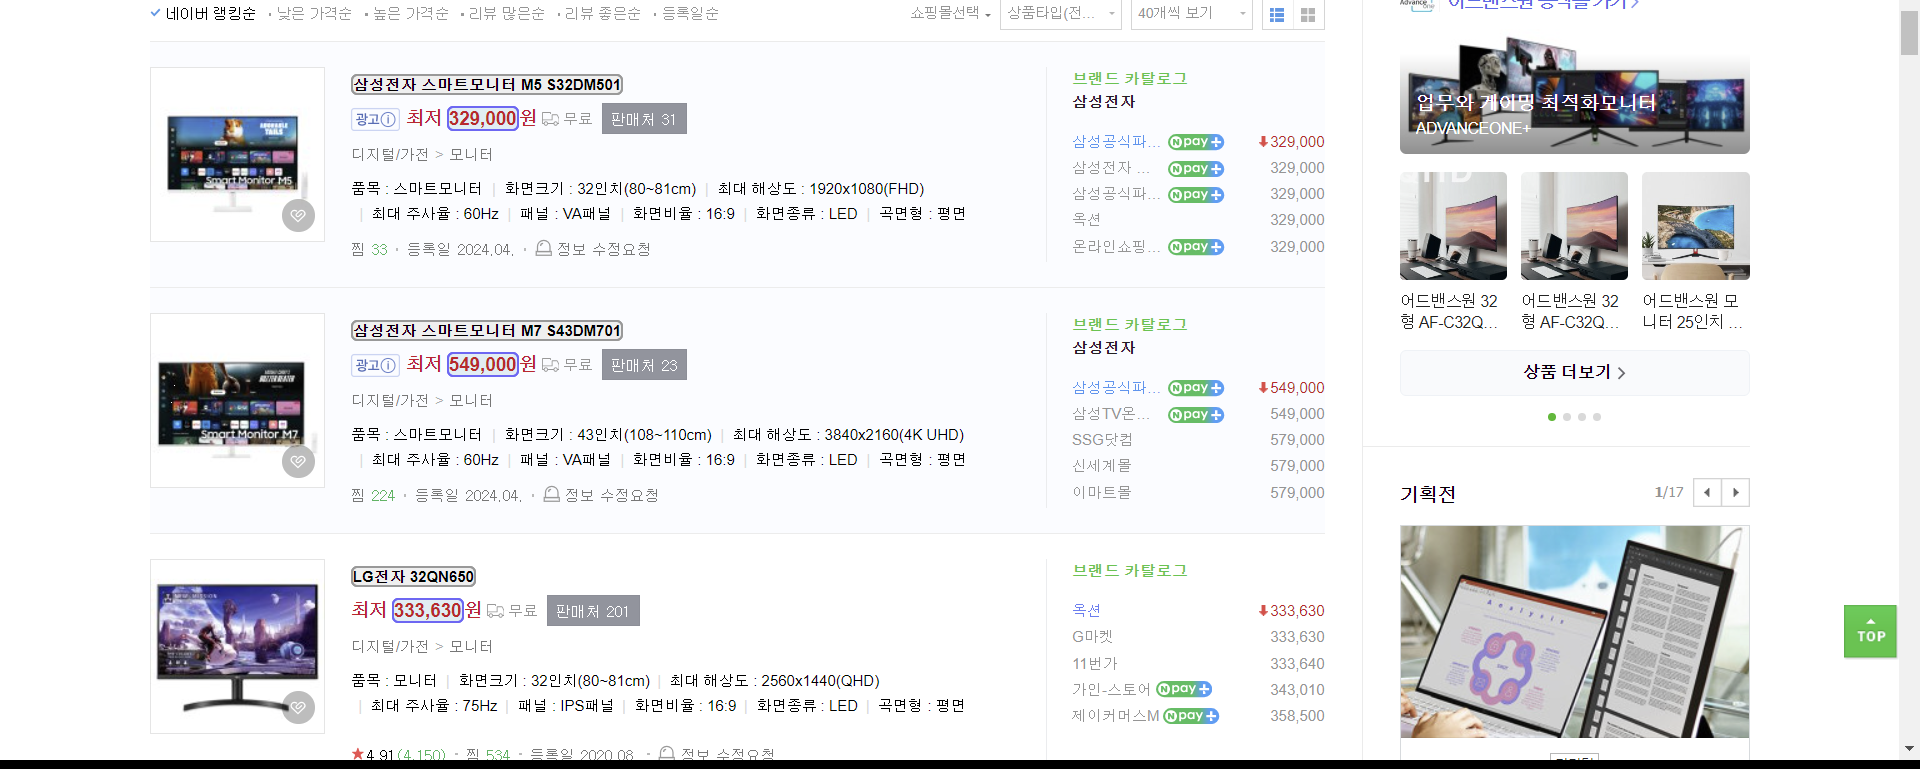 네이버 랭킹순 · 낮은 가격순 · 높은 가격순 · 리뷰 많은순 · 리뷰 좋은순 · 등록일순
쇼핑몰선택
상품타입(전...
40개씩 보기
삼성전자 스마트모니터 M5 S32DM501
광고 최저 329,000원 무료 판매처 31
디지털/가전 > 모니터
품목 : 스마트모니터 | 화면크기 : 32인치(80~81cm) | 최대 해상도 : 1920x1080(FHD)
| 최대 주사율 : 60Hz | 패널 : VA패널 | 화면비율 : 16:9 | 화면종류 : LED | 곡면형 : 평면
찜 33 · 등록일 2024.04. · 정보 수정요청
Smart Monitor M5
브랜드 카탈로그
삼성전자
삼성공식파... N pay + 329,000
삼성전자 ... N pay + 329,000
삼성공식파... N pay + 329,000
옥션 329,000
온라인쇼핑... N pay + 329,000
삼성전자 스마트모니터 M7 S43DM701
광고 최저 549,000원 무료 판매처 23
디지털/가전 > 모니터
품목 : 스마트모니터 | 화면크기 : 43인치(108~110cm) | 최대 해상도 : 3840x2160(4K UHD)
| 최대 주사율 : 60Hz | 패널 : VA패널 | 화면비율 : 16:9 | 화면종류 : LED | 곡면형 : 평면
찜 224 · 등록일 2024.04. · 정보 수정요청
Smart Monitor M7
브랜드 카탈로그
삼성전자
삼성공식파... N pay + 549,000
삼성TV온... N pay + 549,000
SSG닷컴 579,000
신세계몰 579,000
이마트몰 579,000
LG전자 32QN650
최저 333,630원 무료 판매처 201
디지털/가전 > 모니터
품목 : 모니터 | 화면크기 : 32인치(80~81cm) | 최대 해상도 : 2560x1440(QHD)
| 최대 주사율 : 75Hz | 패널 : IPS패널 | 화면비율 : 16:9 | 화면종류 : LED | 곡면형 : 평면
★4.91(4,150) · 찜 534 · 등록일 2020.08. · 정보 수정요청
브랜드 카탈로그
옥션 333,630
G마켓 333,630
11번가 333,640
가인-스토어 N pay + 343,010
제이커머스M N pay + 358,500
업무와 게이밍 최적화모니터
ADVANCEONE+
어드밴스원 32
형 AF-C32Q...
어드밴스원 32
형 AF-C32Q...
어드밴스원 모
니터 25인치 ...
상품 더보기
기획전
1/17
Analysis
TOP